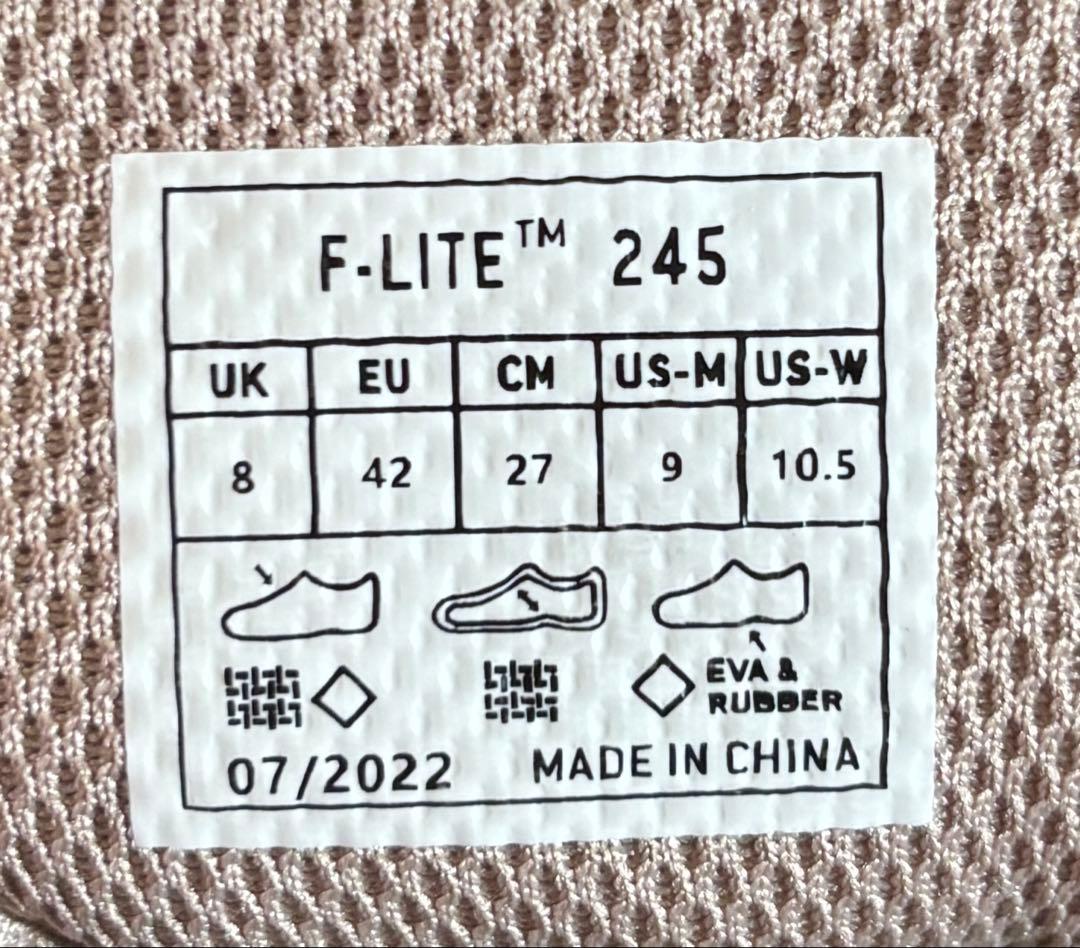 F-LITE™ 245
UK EU CM US-M US-W
8 42 27 9 10.5
EVA &
RUBBER
07/2022 MADE IN CHINA